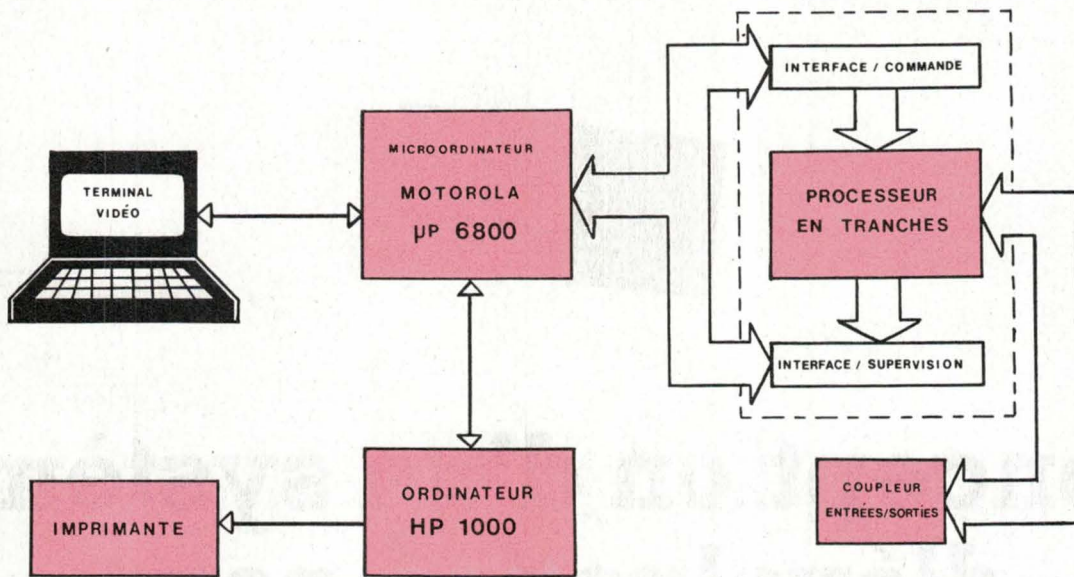 TERMINAL
VIDÉO
MICROORDINATEUR
MOTOROLA
µP 6800
INTERFACE / COMMANDE
PROCESSEUR
EN TRANCHES
INTERFACE / SUPERVISION
IMPRIMANTE
ORDINATEUR
HP 1000
COUPLEUR
ENTRÉES/SORTIES